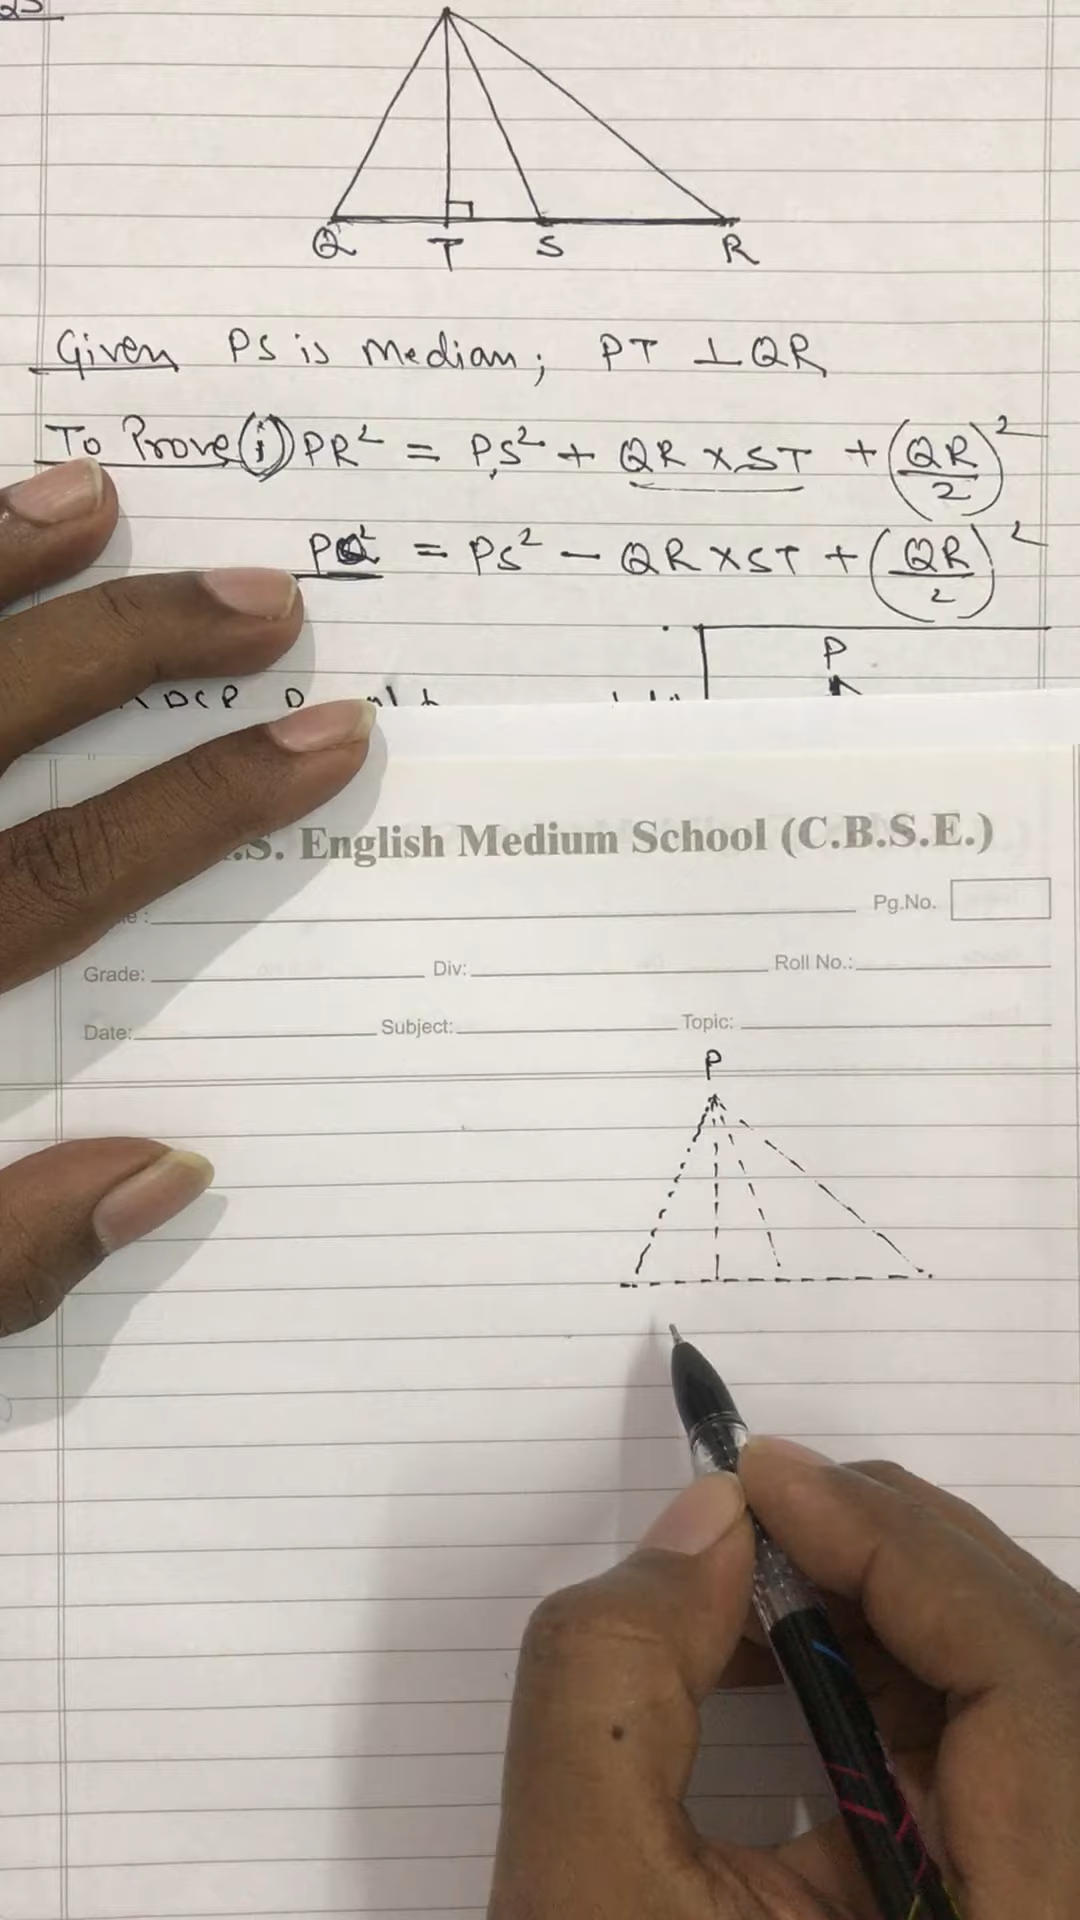 Q T S R
Given PS is Median; PT ⊥ QR
To Prove (i) PR² = PS² + QR × ST + (QR/2)²
PQ² = PS² − QR × ST + (QR/2)²
P
.S. English Medium School (C.B.S.E.)
Pg.No.
Grade: Div: Roll No.:
Date: Subject: Topic:
P